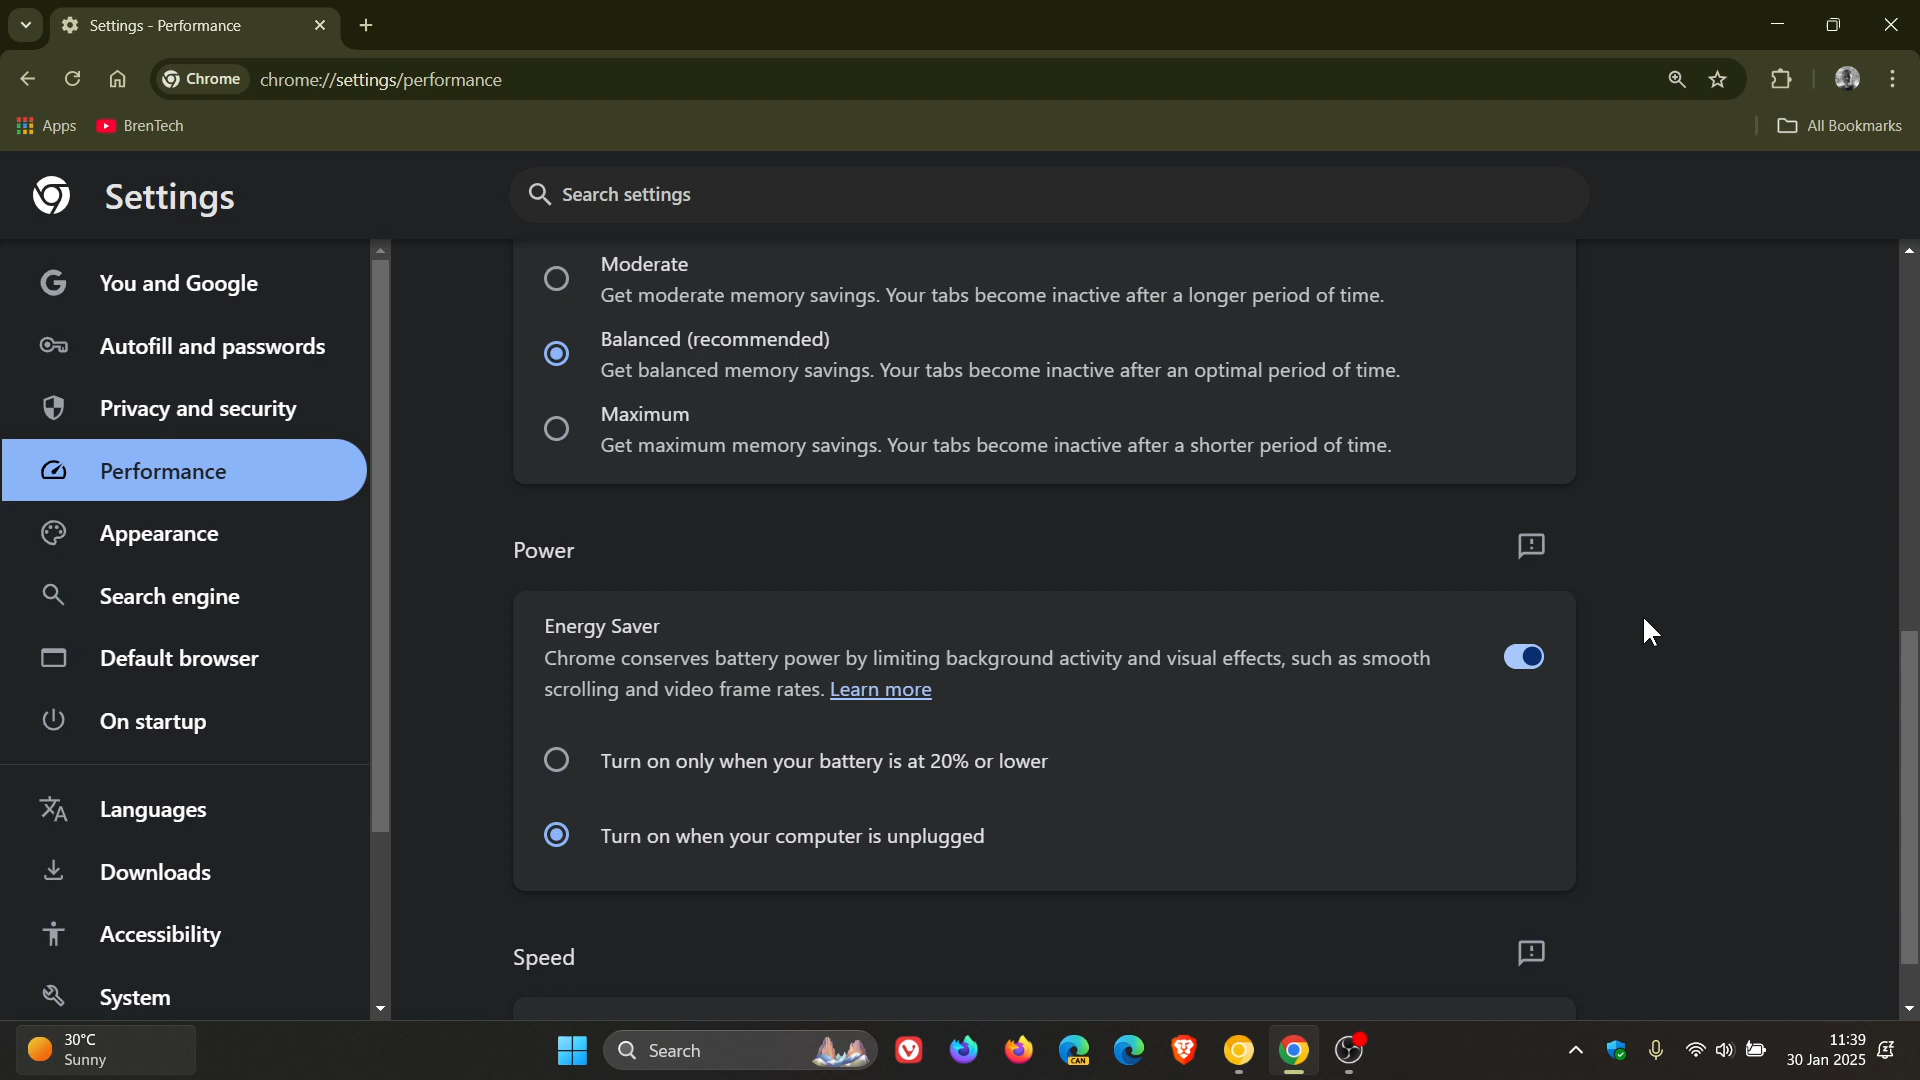 Settings - Performance
Chrome
chrome://settings/performance
Apps
BrenTech
All Bookmarks
Settings
Search settings
You and Google
Autofill and passwords
Privacy and security
Performance
Appearance
Search engine
Default browser
On startup
Languages
Downloads
Accessibility
System
Moderate
Get moderate memory savings. Your tabs become inactive after a longer period of time.
Balanced (recommended)
Get balanced memory savings. Your tabs become inactive after an optimal period of time.
Maximum
Get maximum memory savings. Your tabs become inactive after a shorter period of time.
Power
Energy Saver
Chrome conserves battery power by limiting background activity and visual effects, such as smooth
scrolling and video frame rates. Learn more
Turn on only when your battery is at 20% or lower
Turn on when your computer is unplugged
Speed
30°C
Sunny
Search
CAN
11:39
30 Jan 2025